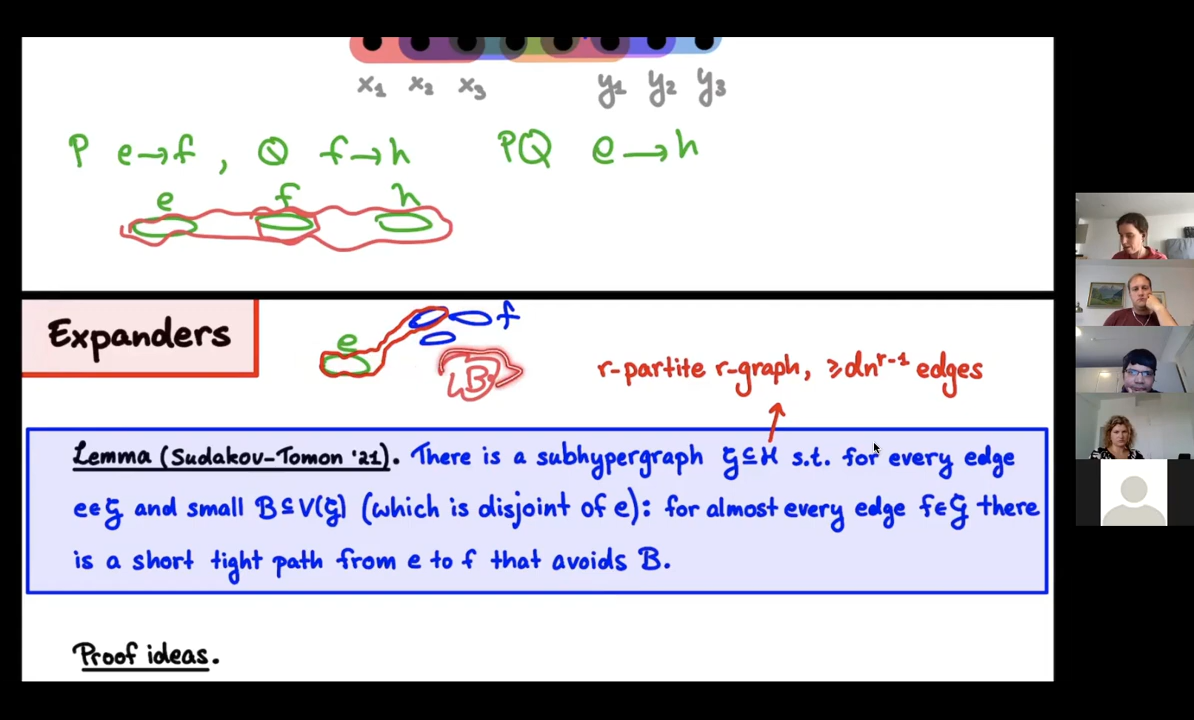 x₁ x₂ x₃ y₁ y₂ y₃
P e→f, Q f→h PQ e→h
e f h
Expanders
e f
B
r-partite r-graph, ≥dnʳ⁻¹ edges
Lemma (Sudakov-Tomon '21). There is a subhypergraph G⊆H s.t. for every edge
e∈G and small B⊆V(G) (which is disjoint of e): for almost every edge f∈G there
is a short tight path from e to f that avoids B.
Proof ideas.